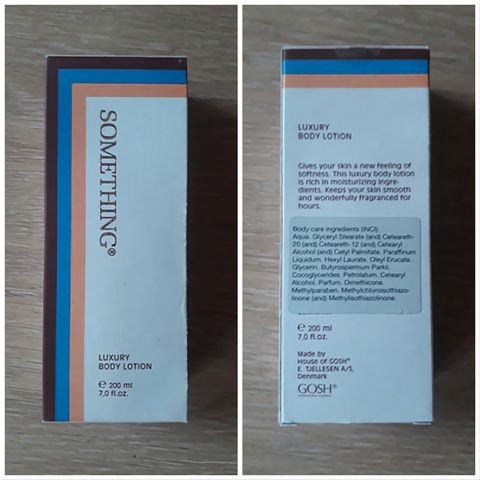 SOMETHING®
LUXURY
BODY LOTION
℮ 200 ml
7,0 fl.oz.
LUXURY
BODY LOTION
Gives your skin a new feeling of
softness. This luxury body lotion
is rich in moisturizing ingre-
dients. Keeps your skin smooth
and wonderfully fragranced for
hours.
Body care ingredients (INCI)
Aqua, Glyceryl Stearate (and) Ceteareth-
20 (and) Ceteareth-12 (and) Cetearyl
Alcohol (and) Cetyl Palmitate. Paraffinum
Liquidum. Hexyl Laurate. Oleyl Erucate.
Glycerin. Butyrospermum Parkii.
Cocoglycerides. Petrolatum. Cetearyl
Alcohol. Parfum. Dimethicone.
Methylparaben. Methylchloroisothiazo-
linone (and) Methylisothiazolinone.
℮ 200 ml
7,0 fl.oz.
Made by
House of GOSH®
E. TJELLESEN A/S,
Denmark
GOSH®